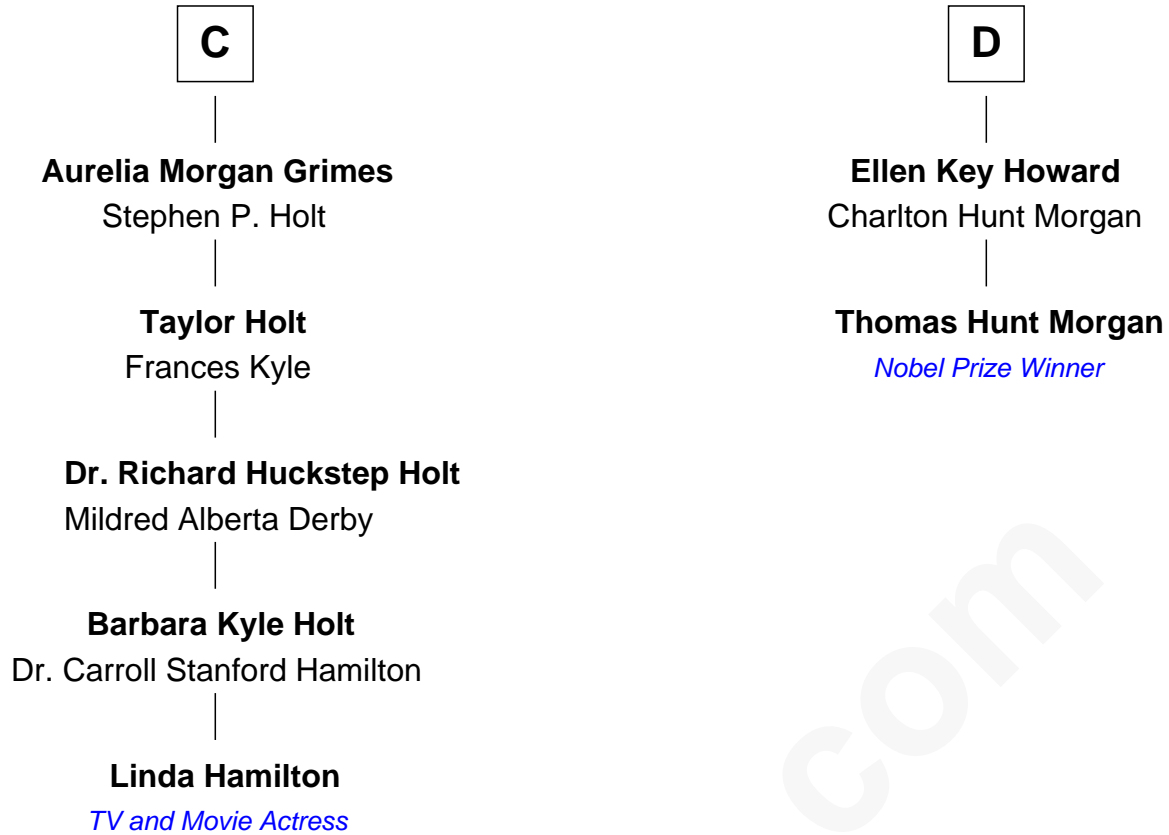 C
Aurelia Morgan Grimes
Stephen P. Holt
Taylor Holt
Frances Kyle
Dr. Richard Huckstep Holt
Mildred Alberta Derby
Barbara Kyle Holt
Dr. Carroll Stanford Hamilton
Linda Hamilton
TV and Movie Actress
D
Ellen Key Howard
Charlton Hunt Morgan
Thomas Hunt Morgan
Nobel Prize Winner
com